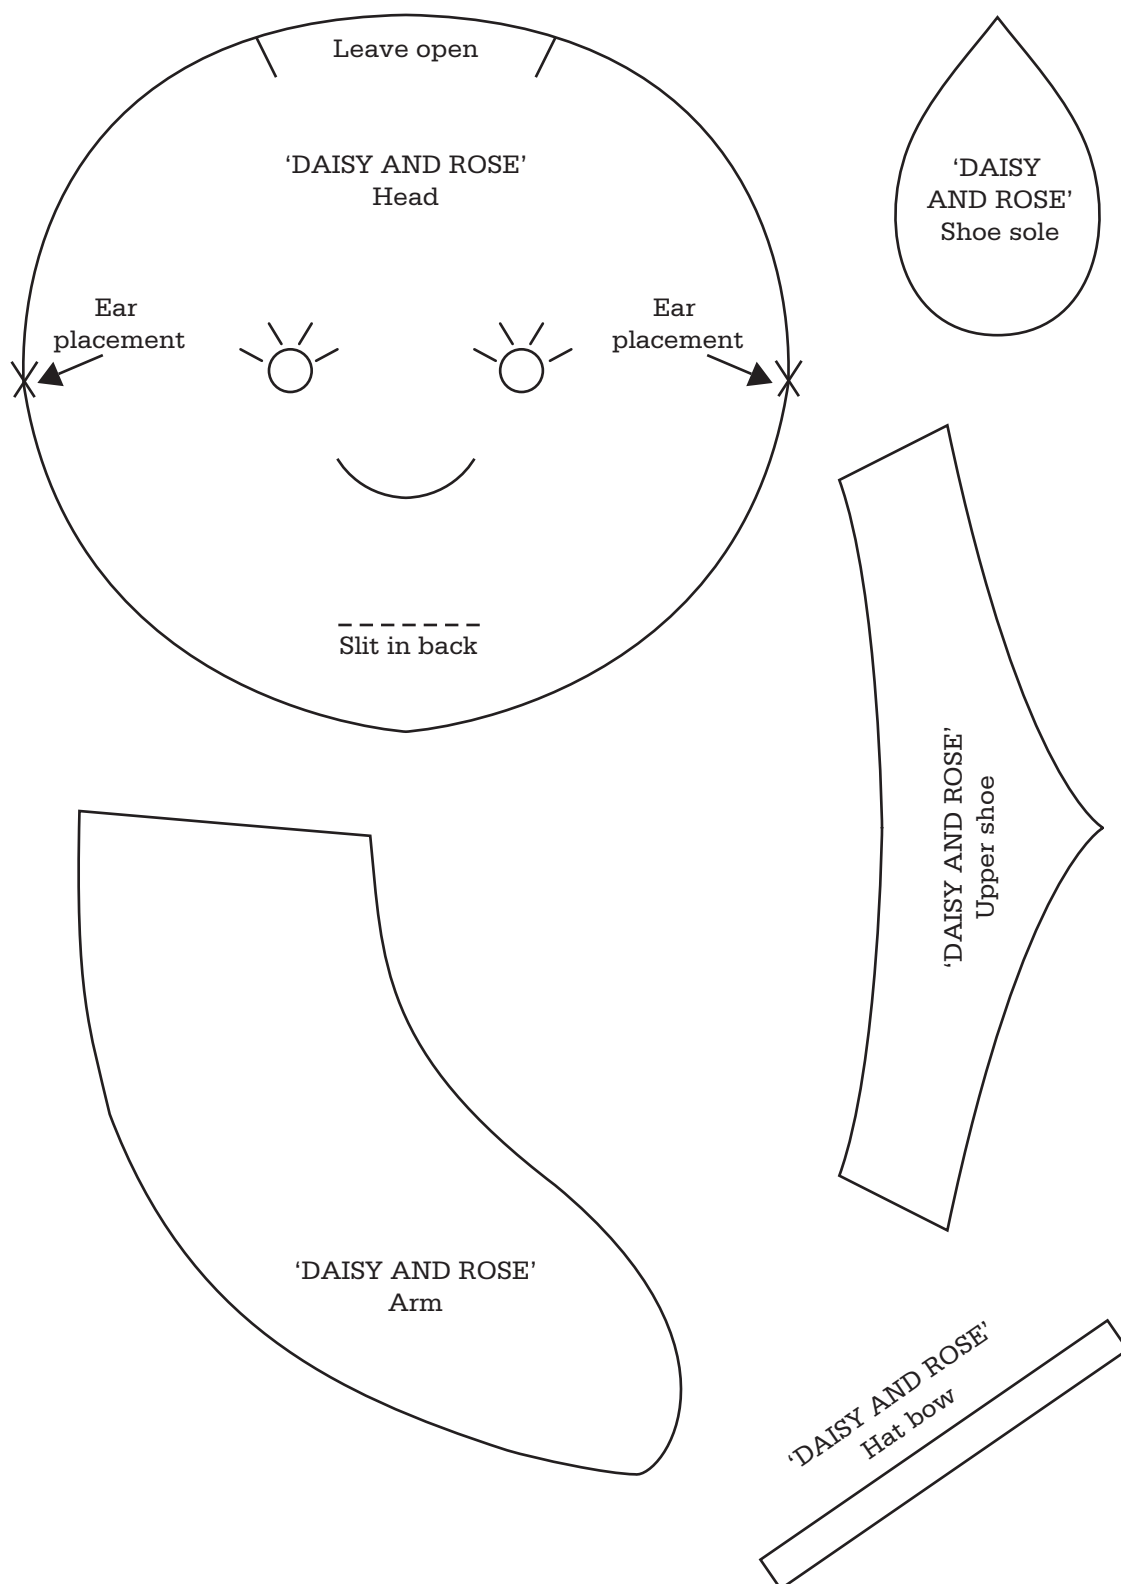 Leave open
‘DAISY AND ROSE’
Head
Ear
placement
Ear
placement
Slit in back
‘DAISY
AND ROSE’
Shoe sole
‘DAISY AND ROSE’
Upper shoe
‘DAISY AND ROSE’
Arm
‘DAISY AND ROSE’
Hat bow